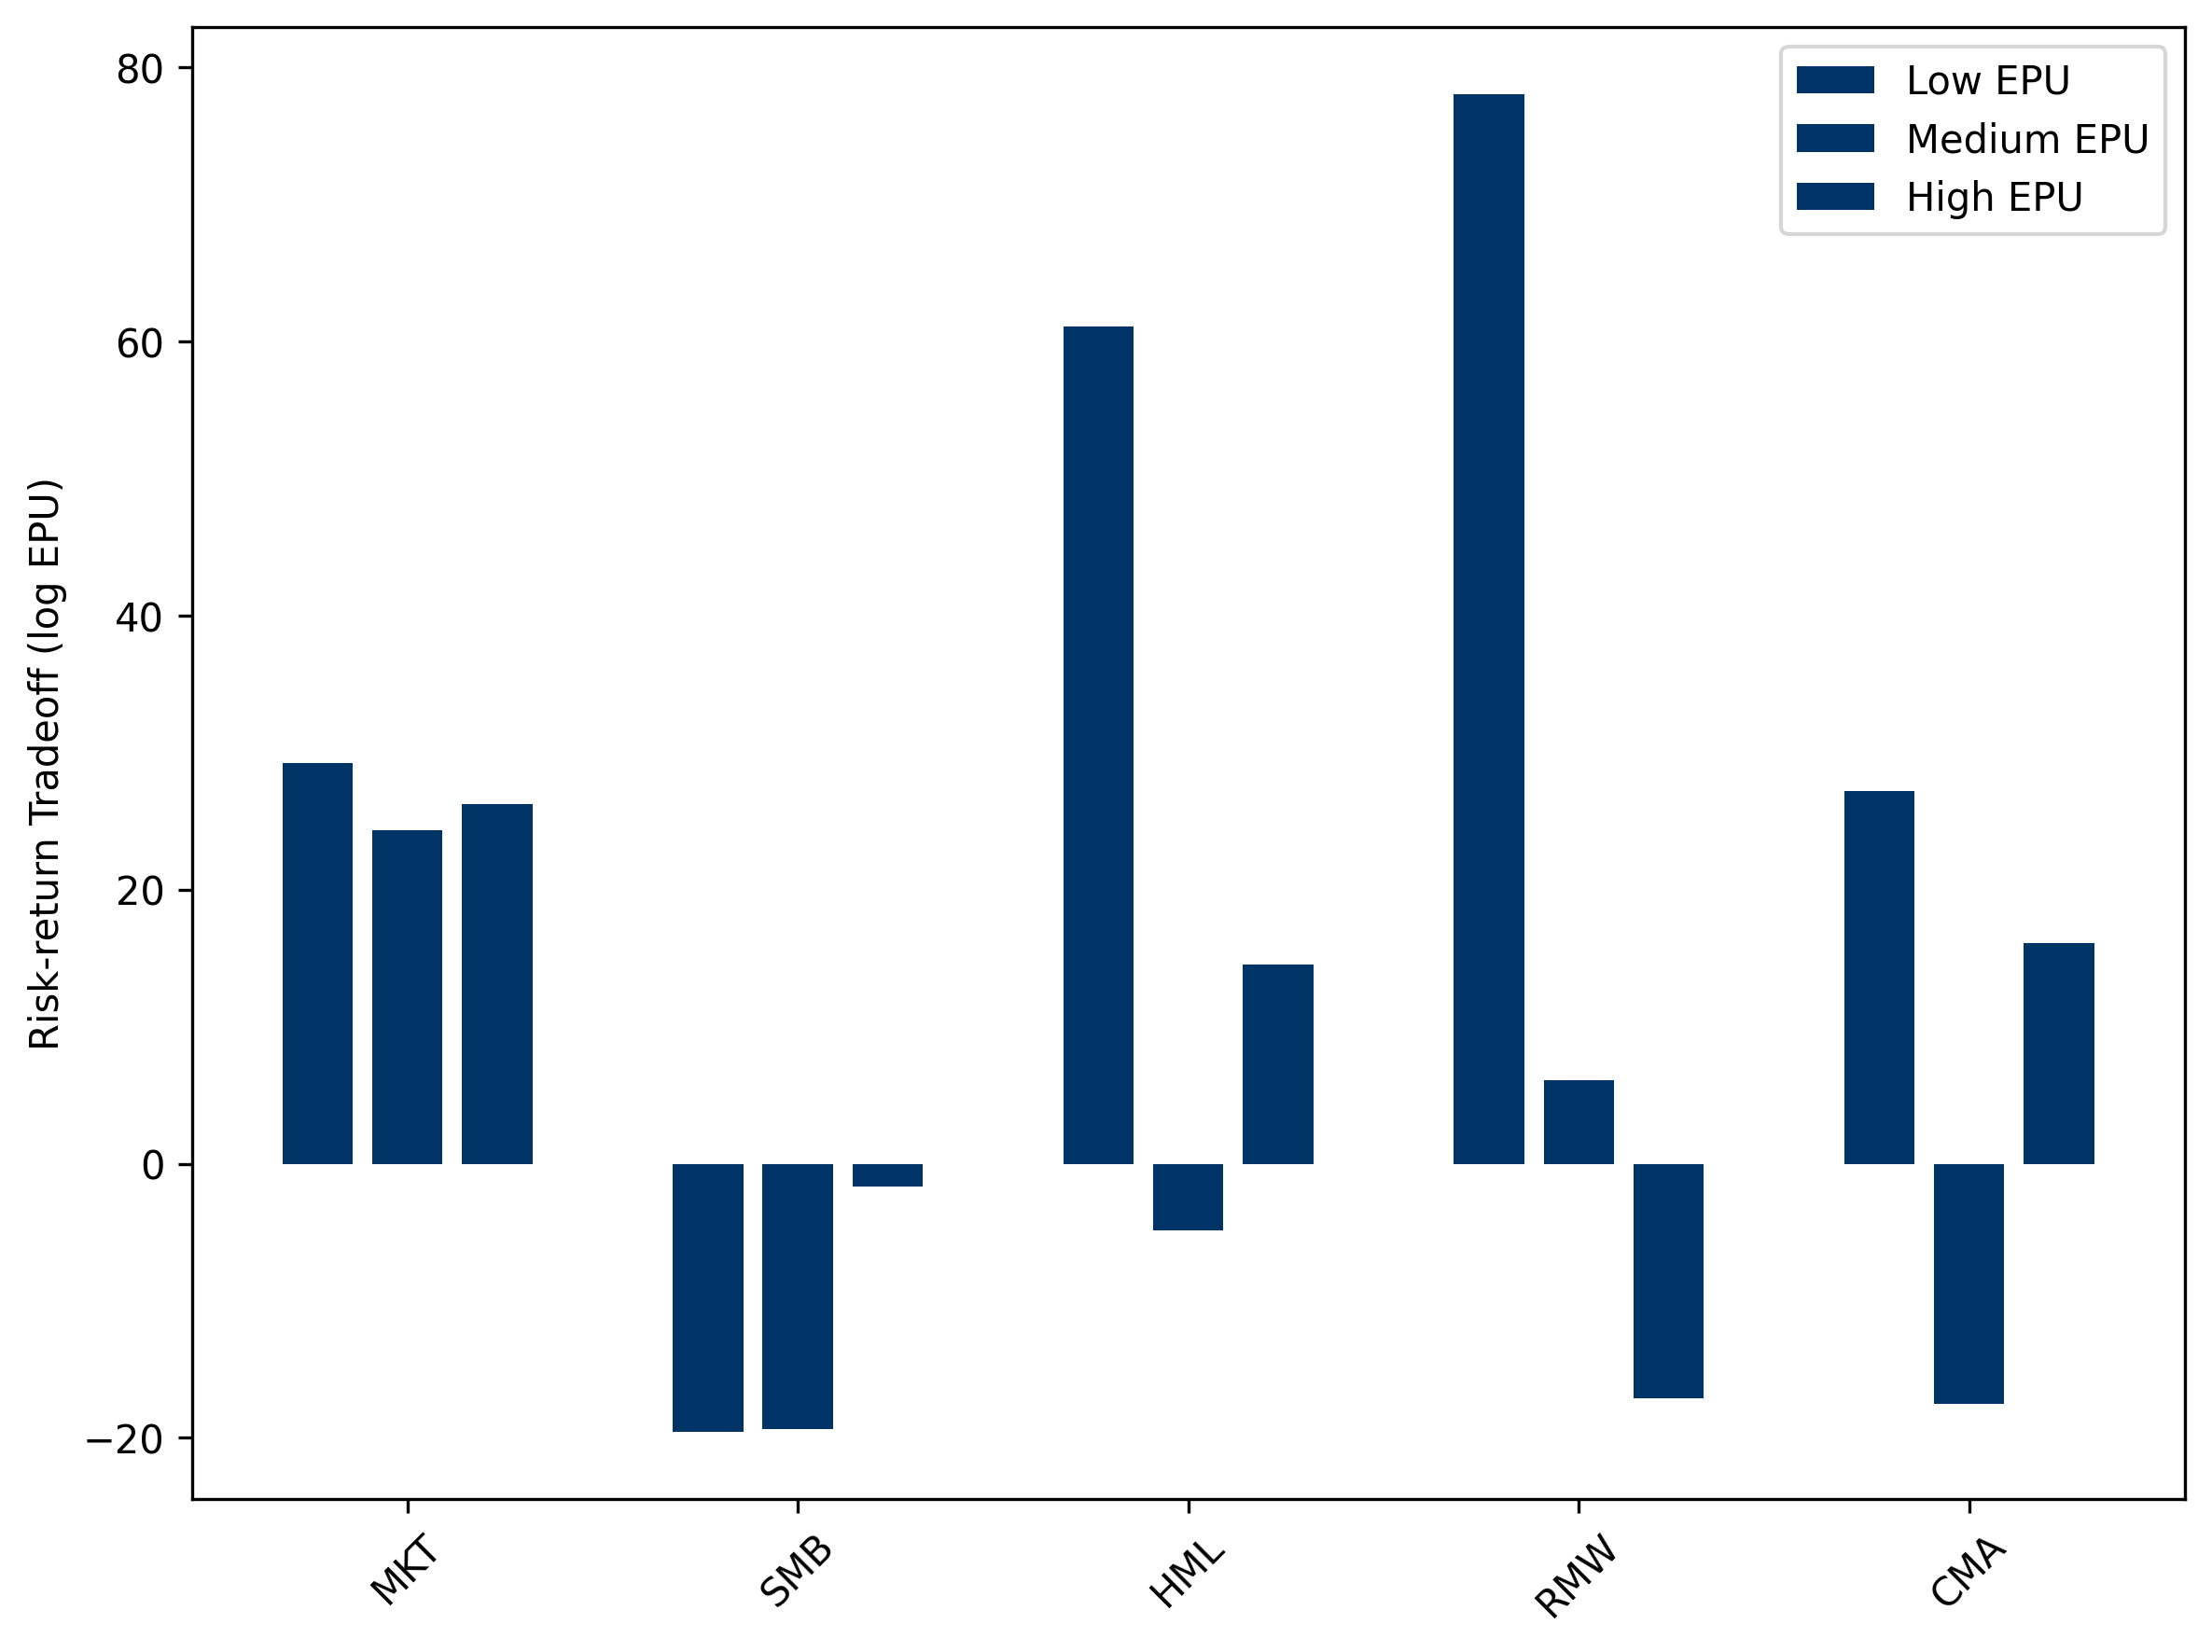 80
60
40
20
0
−20
Risk-return Tradeoff (log EPU)
Low EPU
Medium EPU
High EPU
MKT
SMB
HML
RMW
CMA